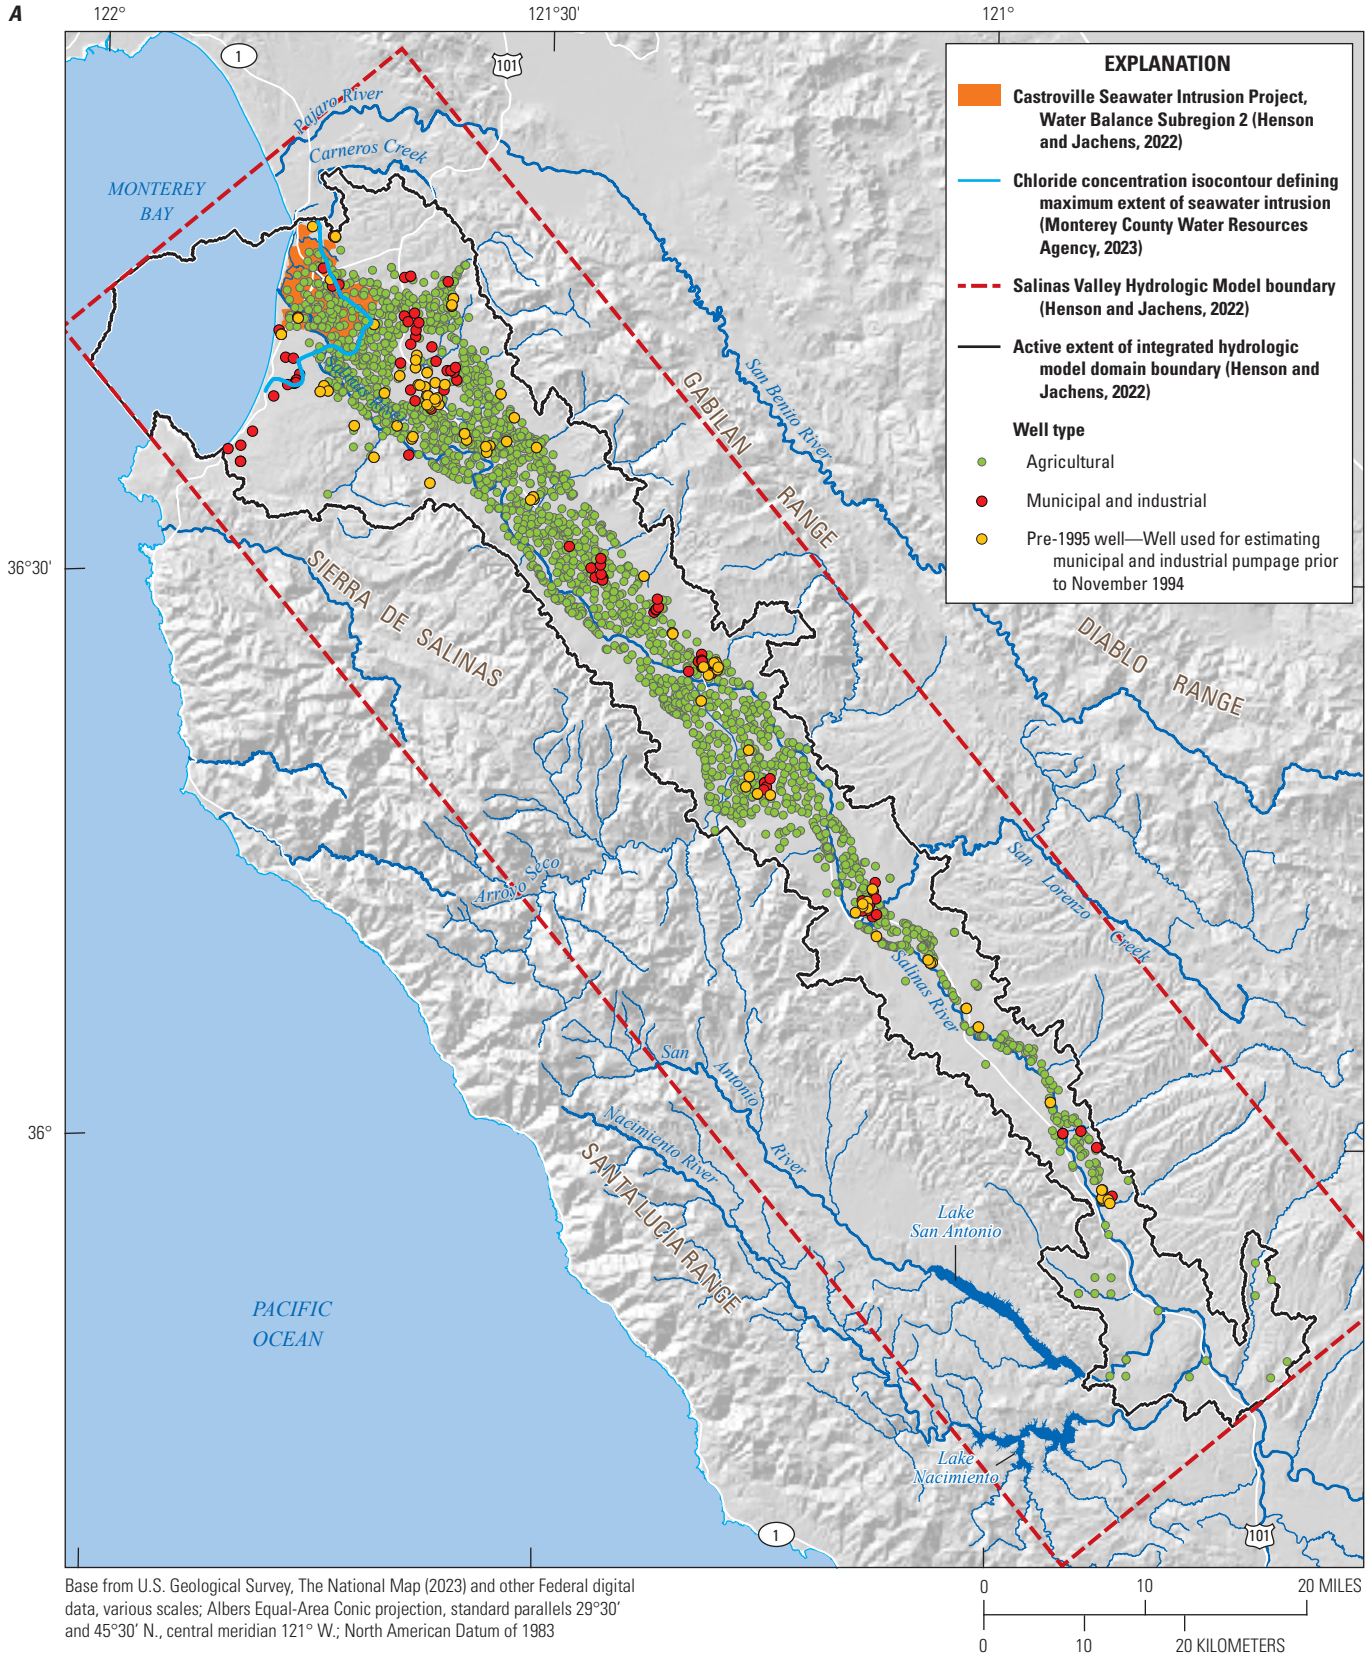 A
122°
121°30'
121°
1
101
Pajaro River
Carneros Creek
MONTEREY
BAY
EXPLANATION
Castroville Seawater Intrusion Project,
Water Balance Subregion 2 (Henson
and Jachens, 2022)
Chloride concentration isocontour defining
maximum extent of seawater intrusion
(Monterey County Water Resources
Agency, 2023)
Salinas Valley Hydrologic Model boundary
(Henson and Jachens, 2022)
Active extent of integrated hydrologic
model domain boundary (Henson and
Jachens, 2022)
Well type
Agricultural
Municipal and industrial
Pre-1995 well—Well used for estimating
municipal and industrial pumpage prior
to November 1994
Salinas River
San Benito River
GABILAN
RANGE
36°30'
SIERRA DE SALINAS
DIABLO RANGE
San Lorenzo Creek
Arroyo Seco
Salinas River
San Antonio River
36°
Nacimiento River
SANTA LUCIA RANGE
Lake
San Antonio
PACIFIC
OCEAN
Lake
Nacimiento
1
101
Base from U.S. Geological Survey, The National Map (2023) and other Federal digital
data, various scales; Albers Equal-Area Conic projection, standard parallels 29°30′
and 45°30′ N., central meridian 121° W.; North American Datum of 1983
0 10 20 MILES
0 10 20 KILOMETERS